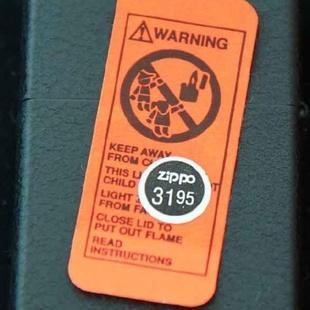 WARNING
KEEP AWAY
FROM
THIS
CHILD
LIGHT
FROM
CLOSE LID TO
PUT OUT FLAME
READ
INSTRUCTIONS
zippo
3195